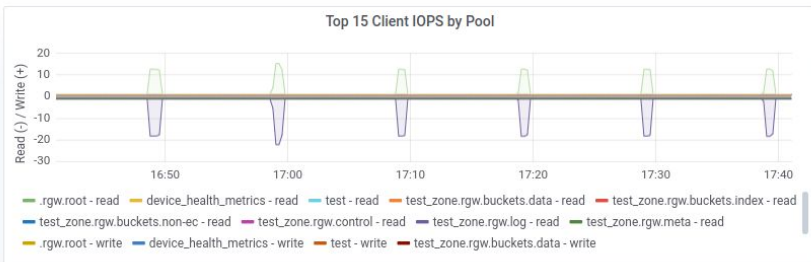 Top 15 Client IOPS by Pool
Read (-) / Write (+)
20
10
0
-10
-20
-30
16:50 17:00 17:10 17:20 17:30 17:40
.rgw.root - read device_health_metrics - read test - read test_zone.rgw.buckets.data - read test_zone.rgw.buckets.index - read
test_zone.rgw.buckets.non-ec - read test_zone.rgw.control - read test_zone.rgw.log - read test_zone.rgw.meta - read
.rgw.root - write device_health_metrics - write test - write test_zone.rgw.buckets.data - write